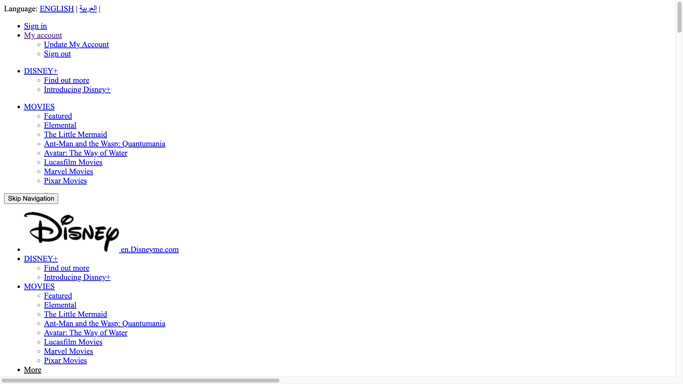 Language: ENGLISH | العربية |
Sign in
My account
Update My Account
Sign out
DISNEY+
Find out more
Introducing Disney+
MOVIES
Featured
Elemental
The Little Mermaid
Ant-Man and the Wasp: Quantumania
Avatar: The Way of Water
Lucasfilm Movies
Marvel Movies
Pixar Movies
Skip Navigation
Disney en.Disneyme.com
DISNEY+
Find out more
Introducing Disney+
MOVIES
Featured
Elemental
The Little Mermaid
Ant-Man and the Wasp: Quantumania
Avatar: The Way of Water
Lucasfilm Movies
Marvel Movies
Pixar Movies
More